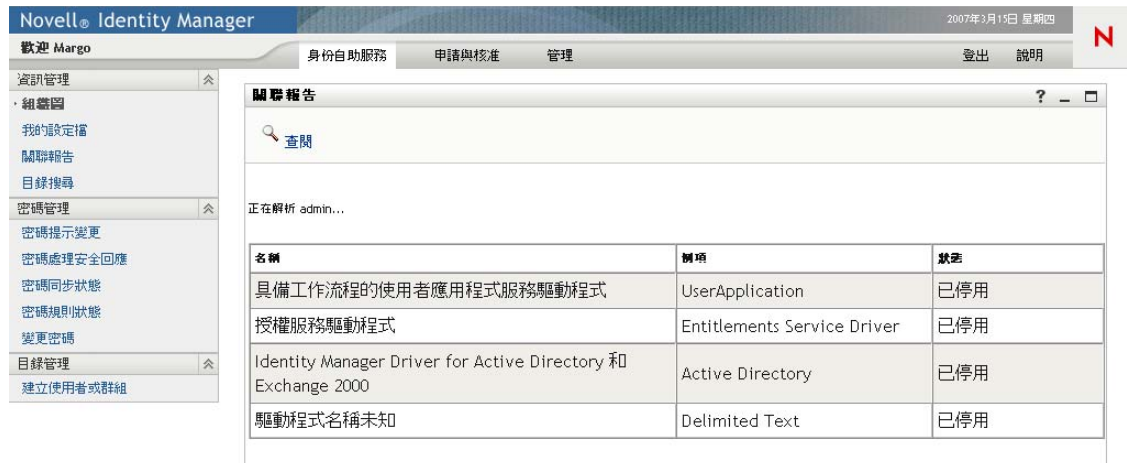 Novell® Identity Manager
2007年3月15日 星期四
歡迎 Margo
身份自助服務 申請與核准 管理 登出 說明
N
資訊管理
組織圖
我的設定檔
關聯報告
目錄搜尋
密碼管理
密碼提示變更
密碼處理安全回應
密碼同步狀態
密碼規則狀態
變更密碼
目錄管理
建立使用者或群組
關聯報告
查閱
正在解析 admin...
名稱 例項 狀態
具備工作流程的使用者應用程式服務驅動程式 UserApplication 已停用
授權服務驅動程式 Entitlements Service Driver 已停用
Identity Manager Driver for Active Directory 和
Exchange 2000 Active Directory 已停用
驅動程式名稱未知 Delimited Text 已停用